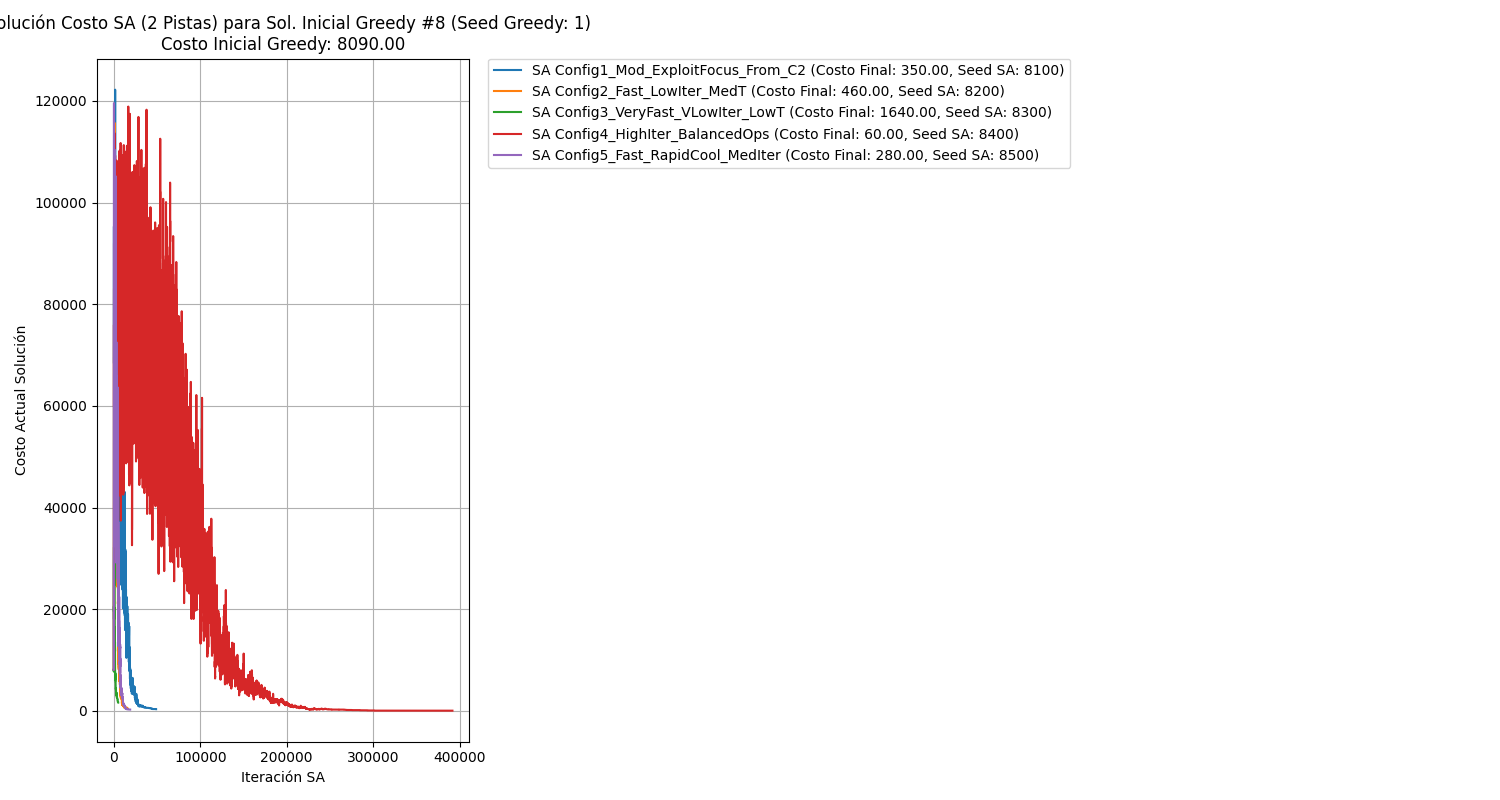 olución Costo SA (2 Pistas) para Sol. Inicial Greedy #8 (Seed Greedy: 1)
Costo Inicial Greedy: 8090.00
SA Config1_Mod_ExploitFocus_From_C2 (Costo Final: 350.00, Seed SA: 8100)
SA Config2_Fast_LowIter_MedT (Costo Final: 460.00, Seed SA: 8200)
SA Config3_VeryFast_VLowIter_LowT (Costo Final: 1640.00, Seed SA: 8300)
SA Config4_HighIter_BalancedOps (Costo Final: 60.00, Seed SA: 8400)
SA Config5_Fast_RapidCool_MedIter (Costo Final: 280.00, Seed SA: 8500)
Costo Actual Solución
120000
100000
80000
60000
40000
20000
0
0 100000 200000 300000 400000
Iteración SA